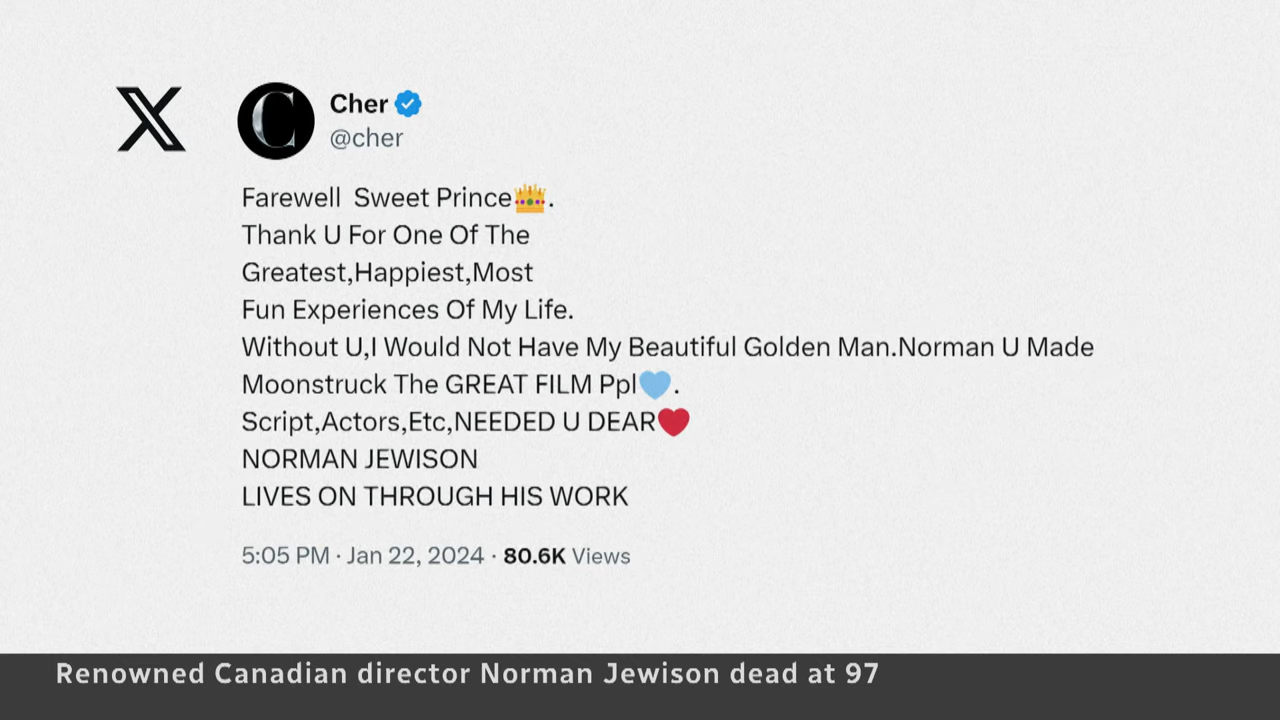 Cher
@cher
Farewell  Sweet Prince👑.
Thank U For One Of The
Greatest,Happiest,Most
Fun Experiences Of My Life.
Without U,I Would Not Have My Beautiful Golden Man.Norman U Made
Moonstruck The GREAT FILM Ppl🩵.
Script,Actors,Etc,NEEDED U DEAR❤️
NORMAN JEWISON
LIVES ON THROUGH HIS WORK
5:05 PM · Jan 22, 2024 · 80.6K Views
Renowned Canadian director Norman Jewison dead at 97